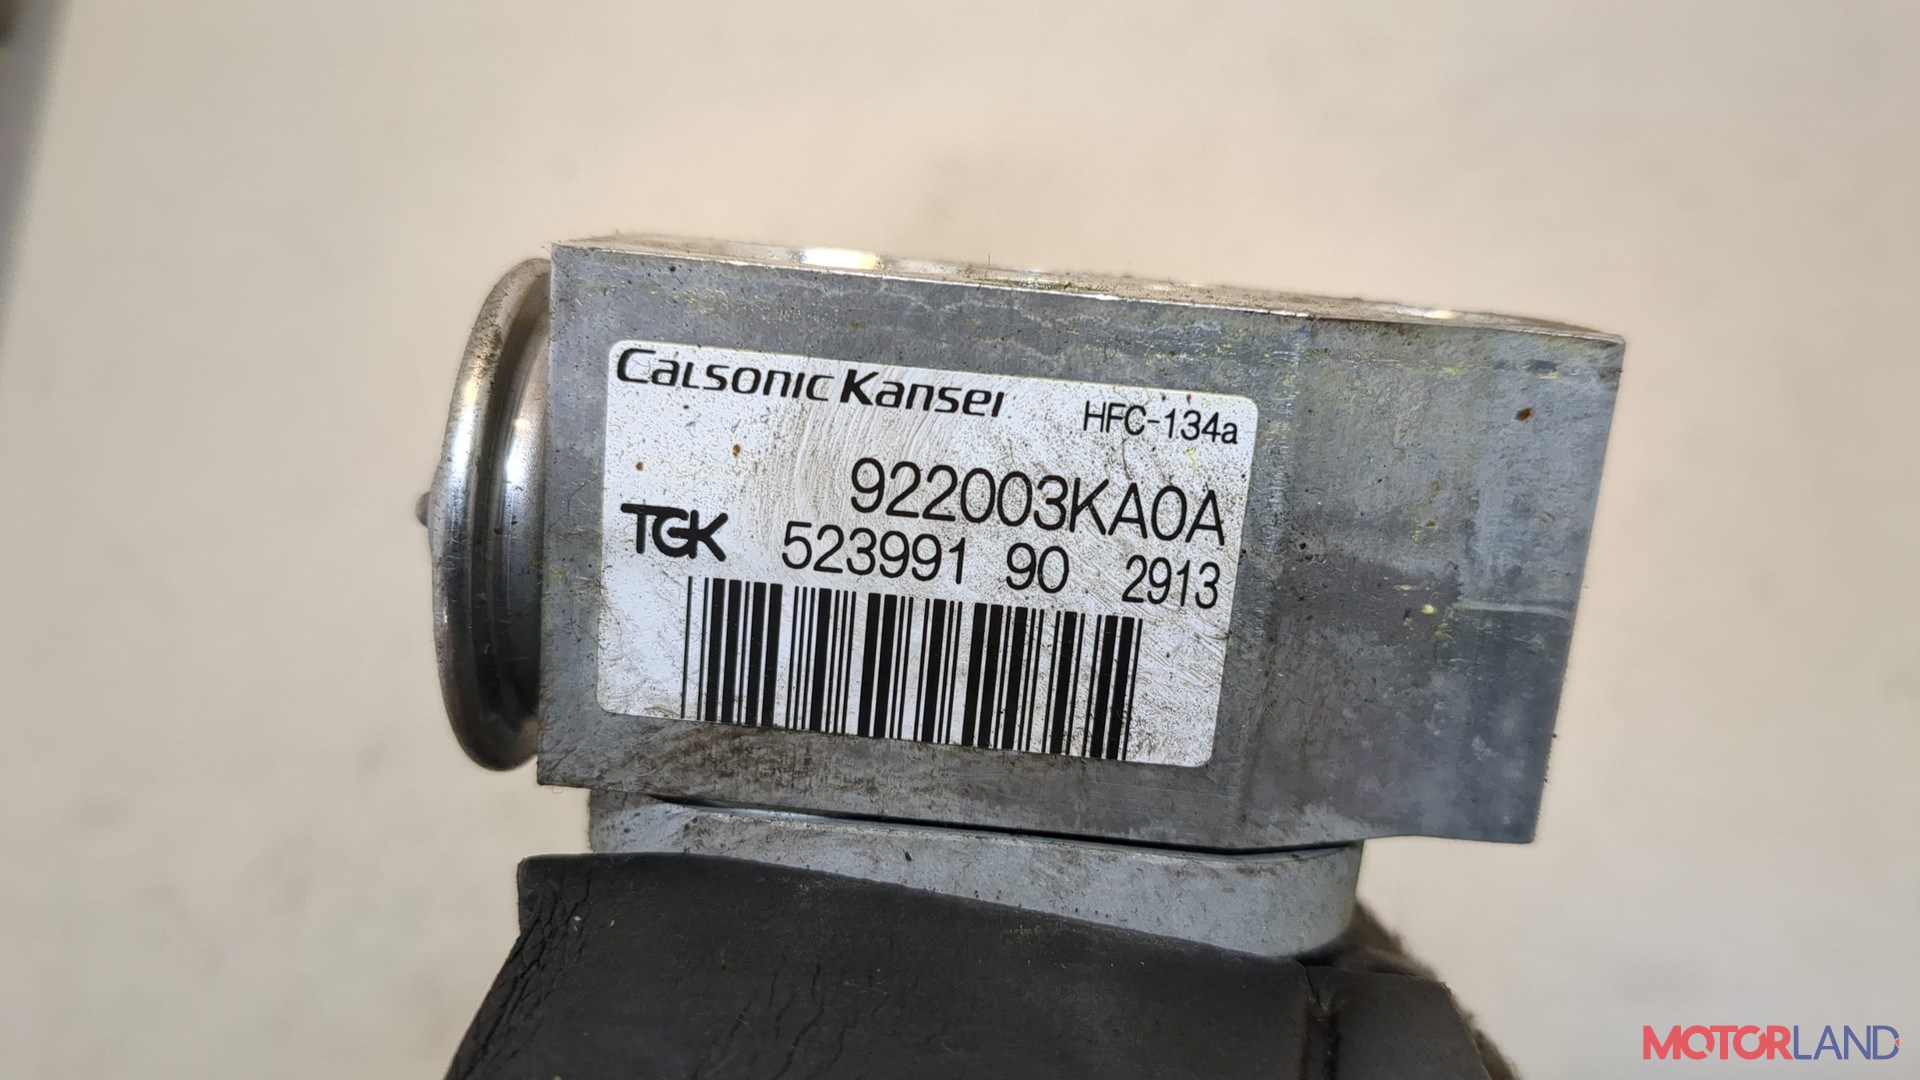 Calsonic Kansei HFC-134a
922003KA0A
TGK 523991 90 2913
MOTORLAND